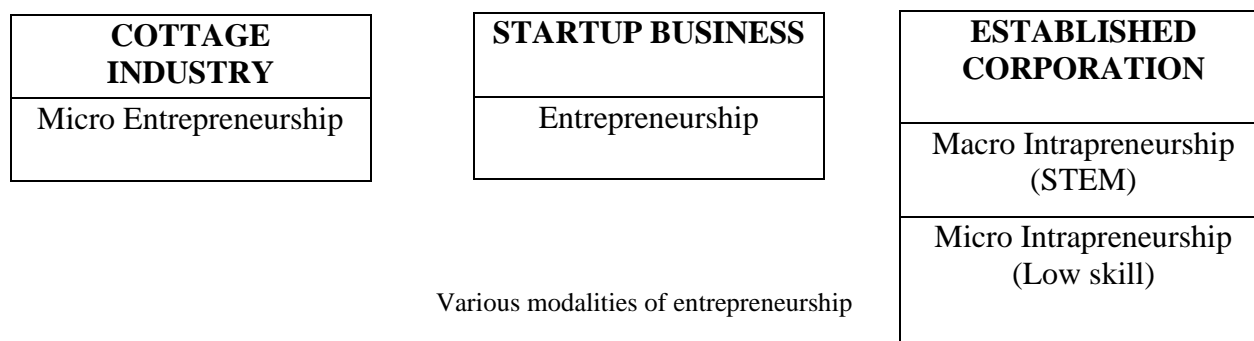 COTTAGE
INDUSTRY
Micro Entrepreneurship
STARTUP BUSINESS
Entrepreneurship
ESTABLISHED
CORPORATION
Macro Intrapreneurship
(STEM)
Micro Intrapreneurship
(Low skill)
Various modalities of entrepreneurship